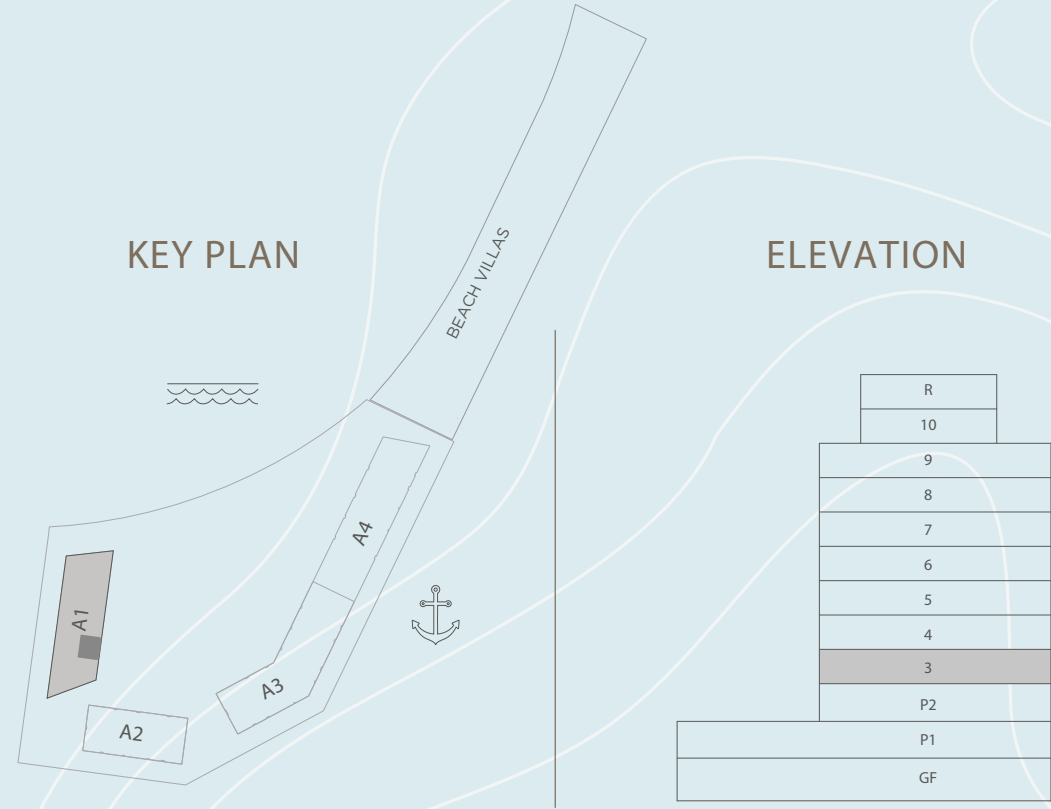 KEY PLAN
BEACH VILLAS
A4
A1
A3
A2
ELEVATION
R
10
9
8
7
6
5
4
3
P2
P1
GF